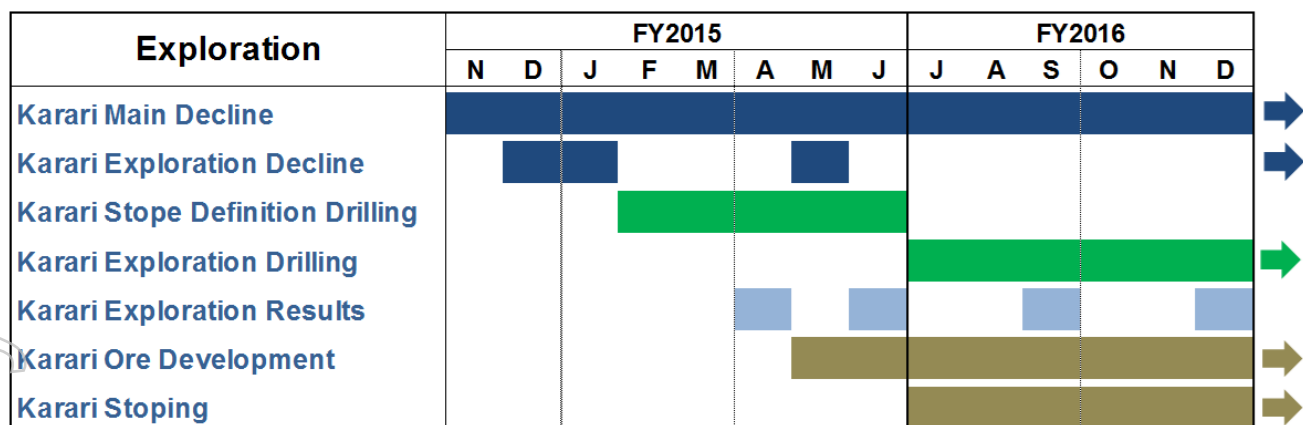 Exploration
FY2015 FY2016
N D J F M A M J J A S O N D
Karari Main Decline
Karari Exploration Decline
Karari Stope Definition Drilling
Karari Exploration Drilling
Karari Exploration Results
Karari Ore Development
Karari Stoping